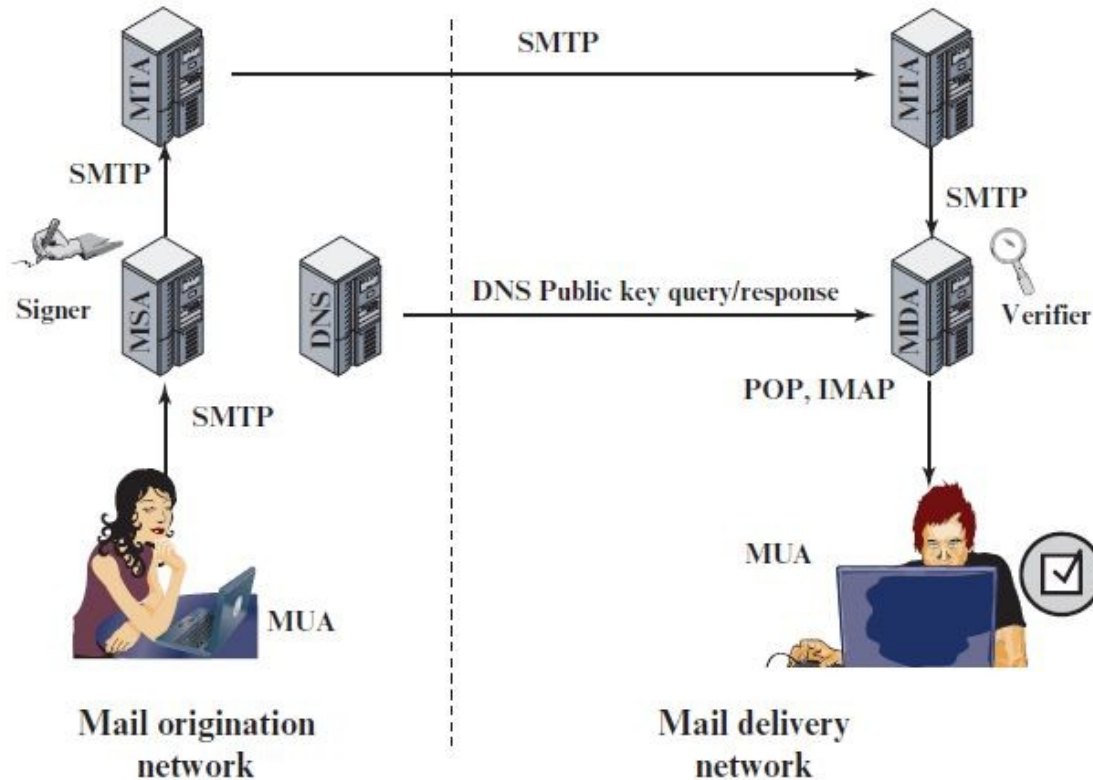 SMTP
MTA
MTA
SMTP
SMTP
Signer
MSA
DNS
DNS Public key query/response
MDA
Verifier
POP, IMAP
SMTP
MUA
MUA
Mail origination
network
Mail delivery
network